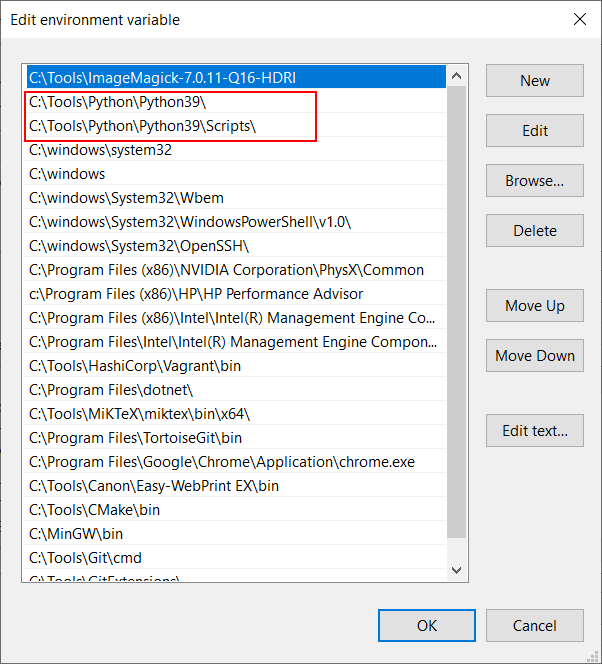 Edit environment variable
C:\Tools\ImageMagick-7.0.11-Q16-HDRI
C:\Tools\Python\Python39\
C:\Tools\Python\Python39\Scripts\
C:\windows\system32
C:\windows
C:\windows\System32\Wbem
C:\windows\System32\WindowsPowerShell\v1.0\
C:\windows\System32\OpenSSH\
C:\Program Files (x86)\NVIDIA Corporation\PhysX\Common
c:\Program Files (x86)\HP\HP Performance Advisor
C:\Program Files (x86)\Intel\Intel(R) Management Engine Co...
C:\Program Files\Intel\Intel(R) Management Engine Compon...
C:\Tools\HashiCorp\Vagrant\bin
C:\Program Files\dotnet\
C:\Tools\MiKTeX\miktex\bin\x64\
C:\Program Files\TortoiseGit\bin
C:\Program Files\Google\Chrome\Application\chrome.exe
C:\Tools\Canon\Easy-WebPrint EX\bin
C:\Tools\CMake\bin
C:\MinGW\bin
C:\Tools\Git\cmd
C:\Tools\GitExtensions\
New
Edit
Browse...
Delete
Move Up
Move Down
Edit text...
OK
Cancel